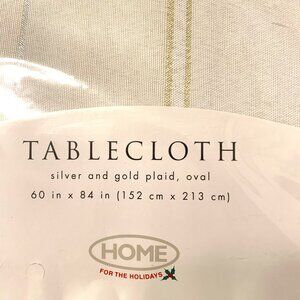 TABLECLOTH
silver and gold plaid, oval
60 in x 84 in (152 cm x 213 cm)
HOME
FOR THE HOLIDAYS